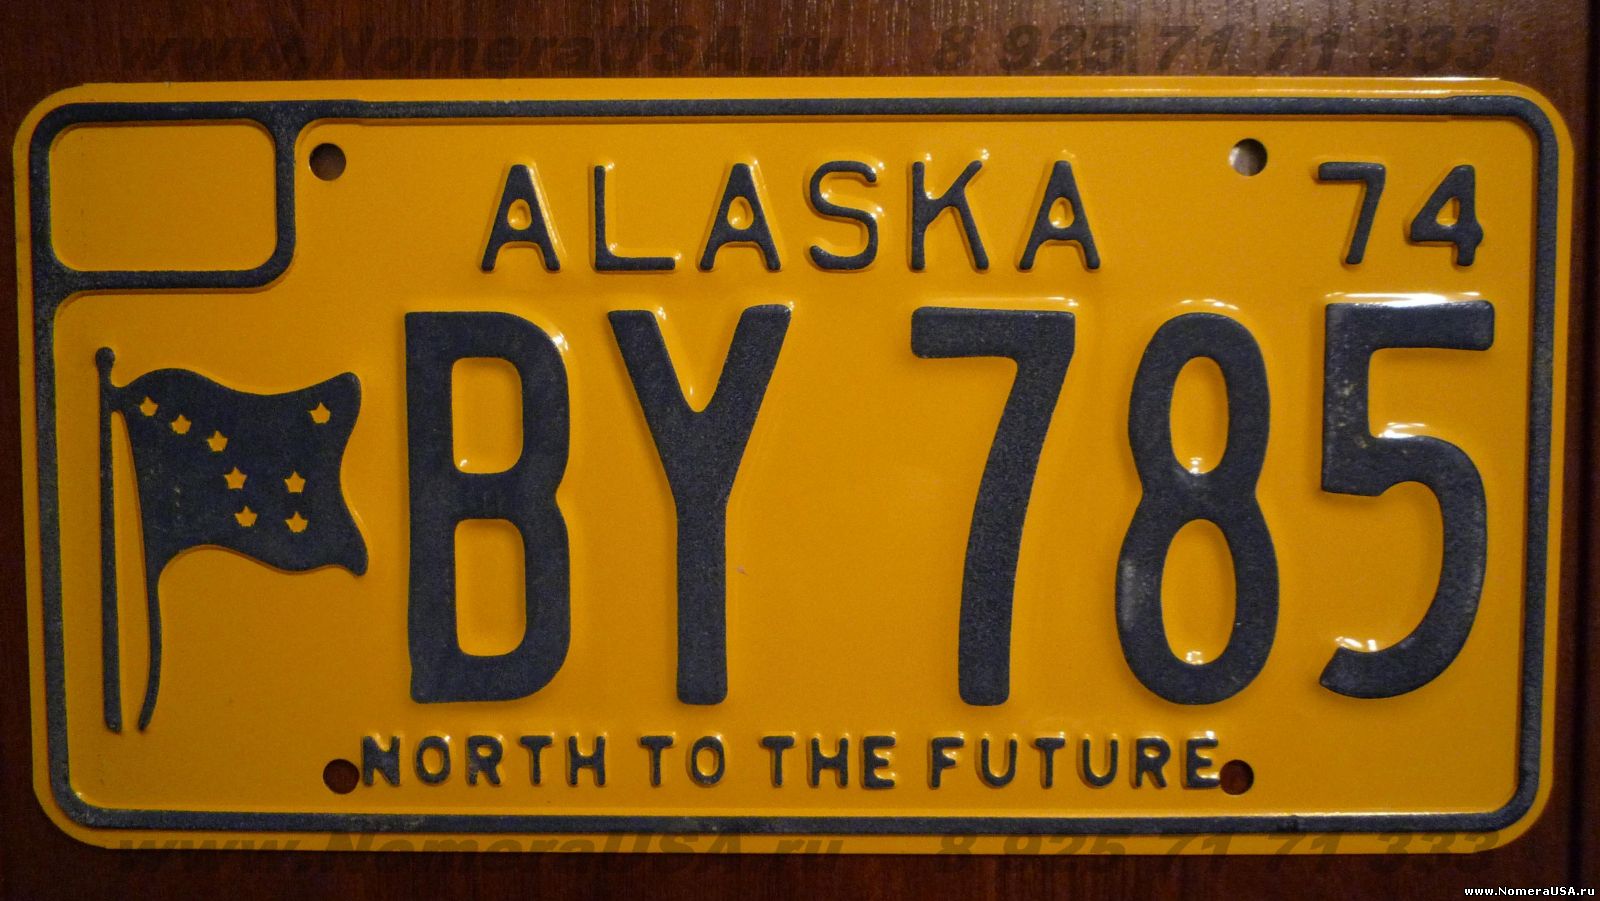 www.NomeraUSA.ru 8 925 71 71 333
ALASKA 74
BY 785
NORTH TO THE FUTURE
www.NomeraUSA.ru 8 925 71 71 333
www.NomeraUSA.ru